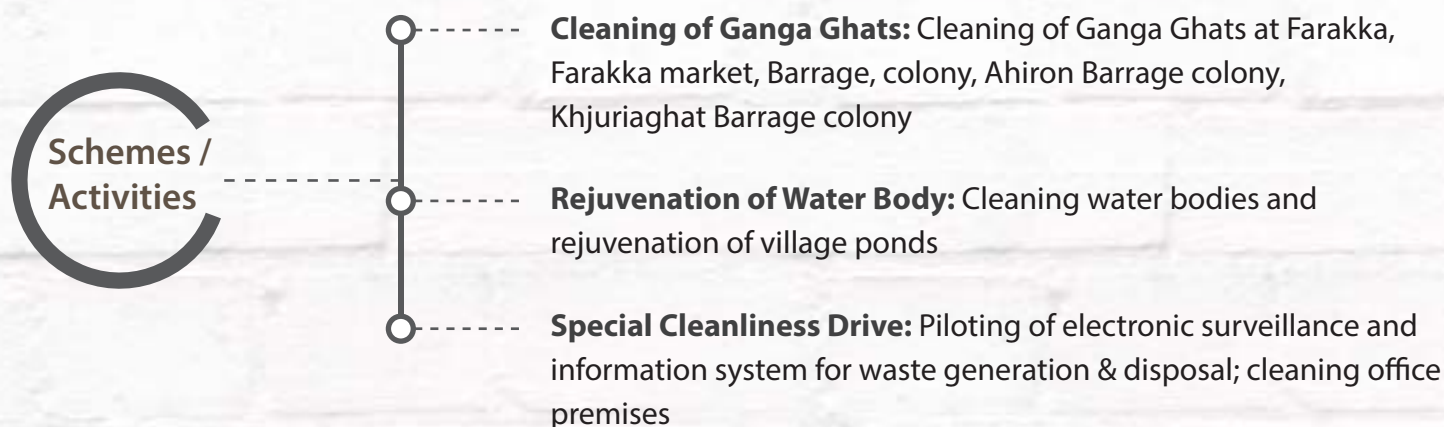 Schemes /
Activities
Cleaning of Ganga Ghats: Cleaning of Ganga Ghats at Farakka,
Farakka market, Barrage, colony, Ahiron Barrage colony,
Khjuriaghat Barrage colony
Rejuvenation of Water Body: Cleaning water bodies and
rejuvenation of village ponds
Special Cleanliness Drive: Piloting of electronic surveillance and
information system for waste generation & disposal; cleaning office
premises